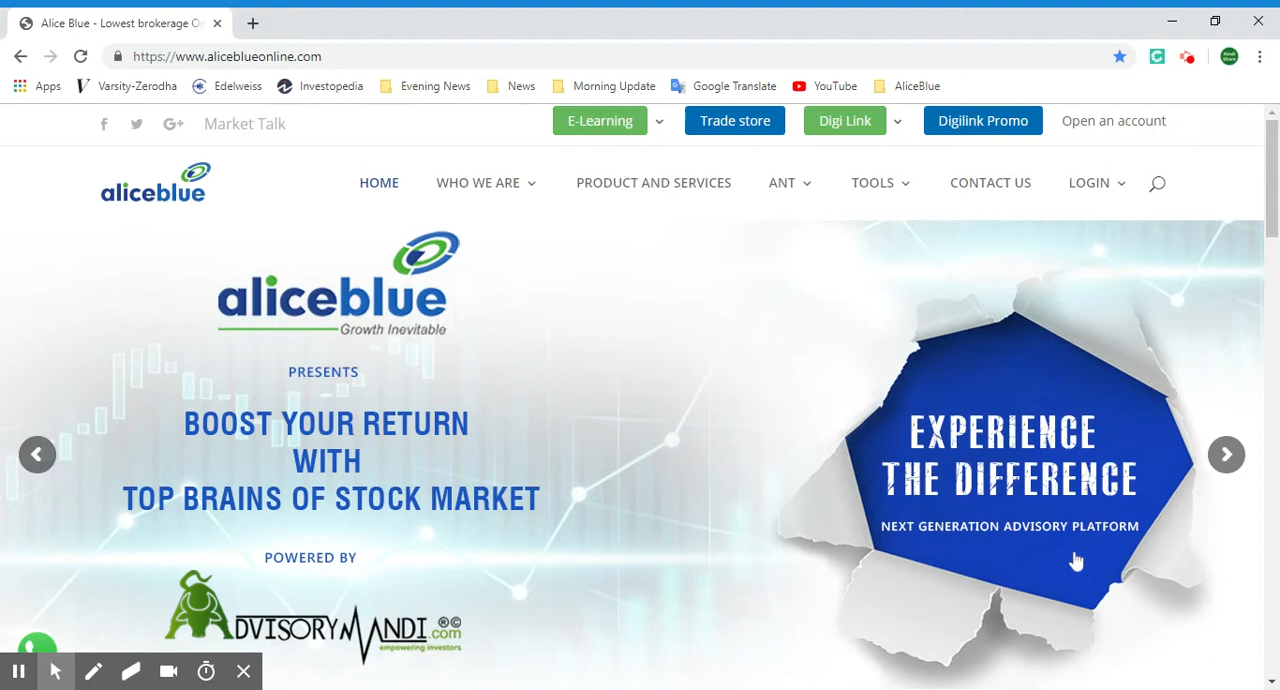 Alice Blue - Lowest brokerage On
https://www.aliceblueonline.com
Apps Varsity-Zerodha Edelweiss Investopedia Evening News News Morning Update Google Translate YouTube AliceBlue
Market Talk E-Learning Trade store Digi Link Digilink Promo Open an account
aliceblue HOME WHO WE ARE PRODUCT AND SERVICES ANT TOOLS CONTACT US LOGIN
aliceblue
Growth Inevitable
PRESENTS
BOOST YOUR RETURN
WITH
TOP BRAINS OF STOCK MARKET
POWERED BY
ADVISORYMANDI.com
empowering investors
EXPERIENCE
THE DIFFERENCE
NEXT GENERATION ADVISORY PLATFORM